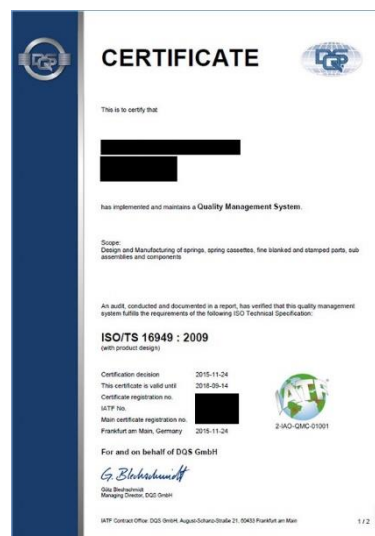 DQS
CERTIFICATE
DQS
This is to certify that
has implemented and maintains a Quality Management System.
Scope:
Design and Manufacturing of springs, spring cassettes, fine blanked and stamped parts, sub
assemblies and components
An audit, conducted and documented in a report, has verified that this quality management
system fulfills the requirements of the following ISO Technical Specification:
ISO/TS 16949 : 2009
(with product design)
Certification decision 2015-11-24
This certificate is valid until 2018-09-14
Certificate registration no.
IATF No.
Main certificate registration no.
Frankfurt am Main, Germany 2015-11-24
IATF
2-IAO-QMC-01001
For and on behalf of DQS GmbH
G. Blechschmidt
Götz Blechschmidt
Managing Director, DQS GmbH
IATF Contract Office: DQS GmbH, August-Schanz-Straße 21, 60433 Frankfurt am Main
1 / 2